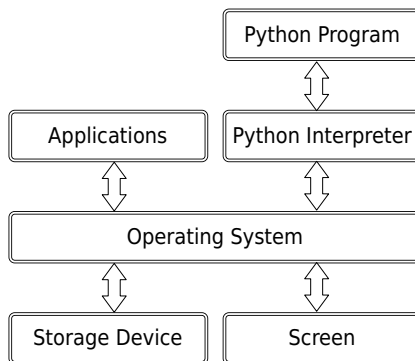 Python Program
Applications
Python Interpreter
Operating System
Storage Device
Screen